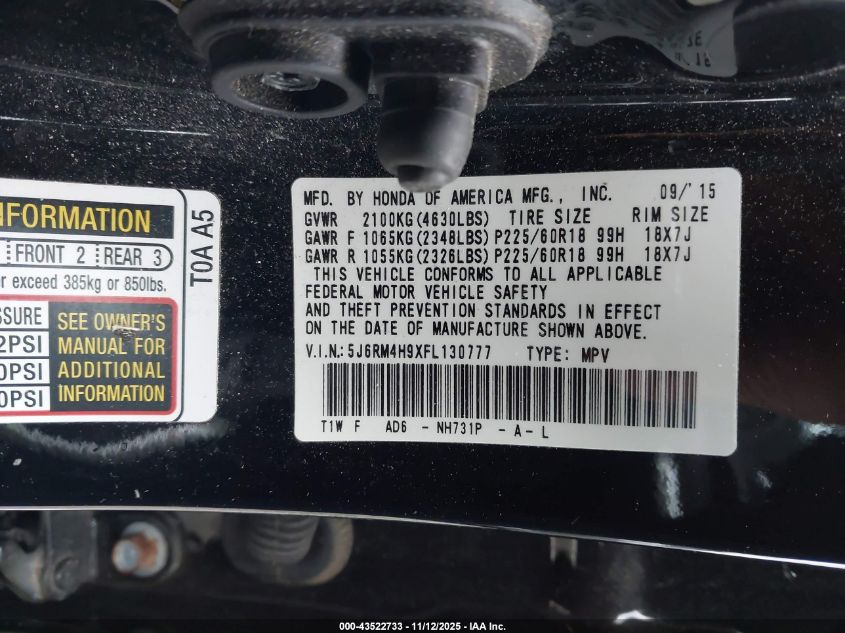 INFORMATION
FRONT 2 REAR 3
exceed 385kg or 850lbs.
SEE OWNER'S
MANUAL FOR
ADDITIONAL
INFORMATION
PSI
PSI
PSI
T0A A5
MFD. BY HONDA OF AMERICA MFG., INC. 09/'15
GVWR 2100KG(4630LBS) TIRE SIZE RIM SIZE
GAWR F 1065KG(2348LBS) P225/60R18 99H 18X7J
GAWR R 1055KG(2326LBS) P225/60R18 99H 18X7J
THIS VEHICLE CONFORMS TO ALL APPLICABLE
FEDERAL MOTOR VEHICLE SAFETY
AND THEFT PREVENTION STANDARDS IN EFFECT
ON THE DATE OF MANUFACTURE SHOWN ABOVE.
V.I.N.:5J6RM4H9XFL130777 TYPE: MPV
T1W F AD6 -NH731P -A-L
000-43522733 - 11/12/2025 - IAA Inc.